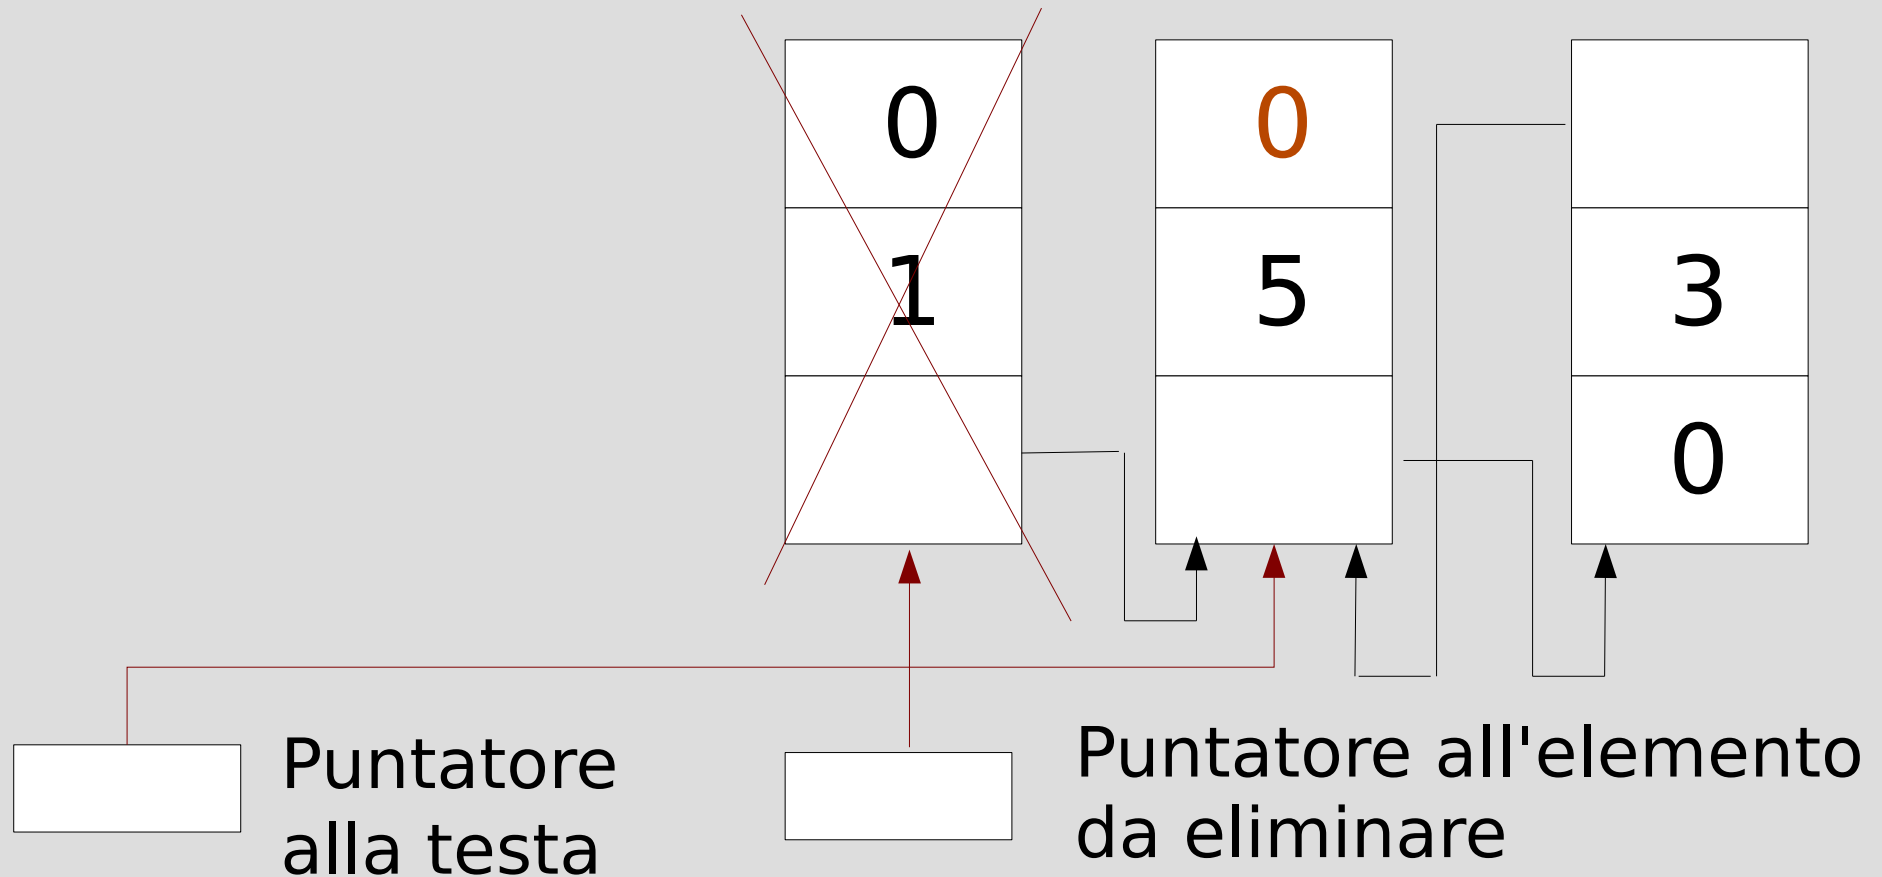 0 0
1 5 3
0
Puntatore
alla testa
Puntatore all'elemento
da eliminare